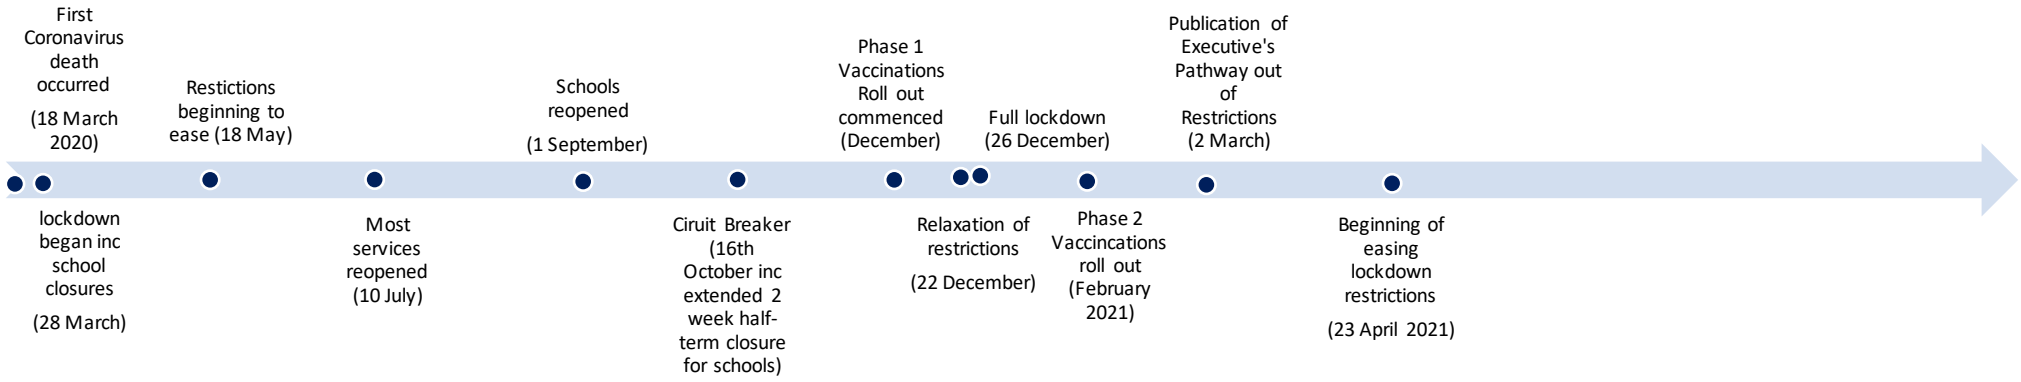 First
Coronavirus
death
occurred
(18 March
2020)
lockdown
began inc
school
closures
(28 March)
Restictions
beginning to
ease (18 May)
Most
services
reopened
(10 July)
Schools
reopened
(1 September)
Ciruit Breaker
(16th
October inc
extended 2
week half-
term closure
for schools)
Phase 1
Vaccinations
Roll out
commenced
(December)
Relaxation of
restrictions
(22 December)
Full lockdown
(26 December)
Phase 2
Vaccincations
roll out
(February
2021)
Publication of
Executive's
Pathway out
of
Restrictions
(2 March)
Beginning of
easing
lockdown
restrictions
(23 April 2021)